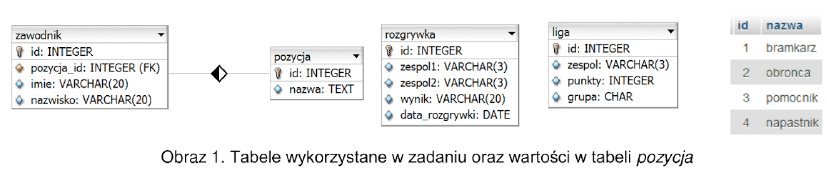 zawodnik
id: INTEGER
pozycja_id: INTEGER (FK)
imie: VARCHAR(20)
nazwisko: VARCHAR(20)
pozycja
id: INTEGER
nazwa: TEXT
rozgrywka
id: INTEGER
zespol1: VARCHAR(3)
zespol2: VARCHAR(3)
wynik: VARCHAR(20)
data_rozgrywki: DATE
liga
id: INTEGER
zespol: VARCHAR(3)
punkty: INTEGER
grupa: CHAR
id nazwa
1 bramkarz
2 obronca
3 pomocnik
4 napastnik
Obraz 1. Tabele wykorzystane w zadaniu oraz wartości w tabeli pozycja